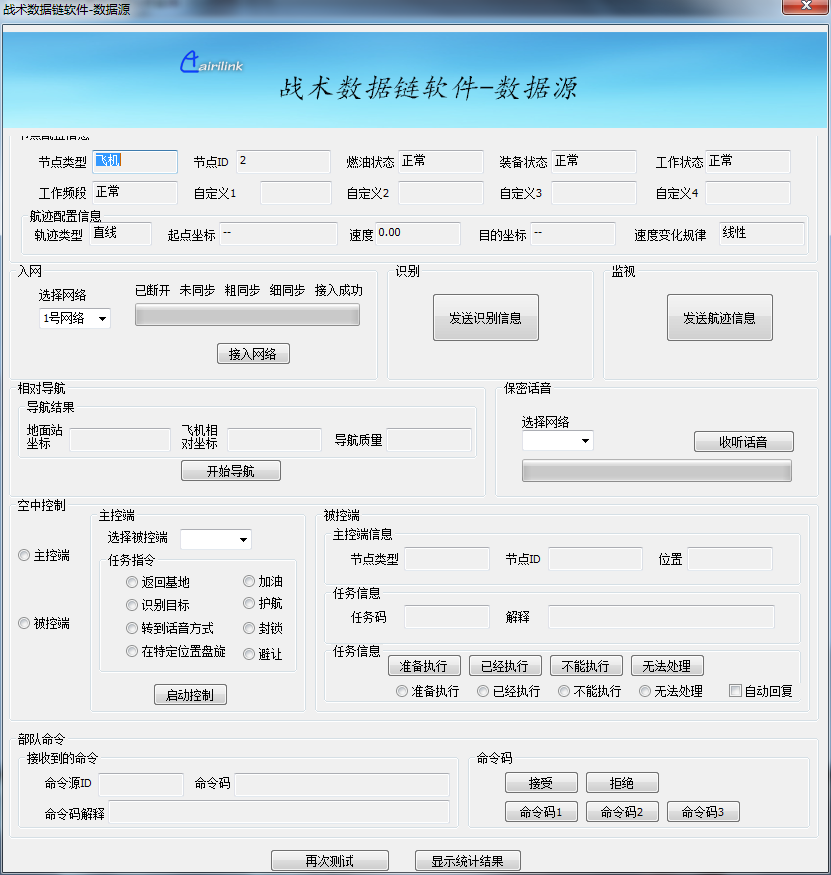 战术数据链软件-数据源
Aairilink
战术数据链软件-数据源
节点配置信息
节点类型 飞机 节点ID 2 燃油状态 正常 装备状态 正常 工作状态 正常
工作频段 正常 自定义1 自定义2 自定义3 自定义4
航迹配置信息
轨迹类型 直线 起点坐标 -- 速度 0.00 目的坐标 -- 速度变化规律 线性
入网
选择网络 已断开 未同步 粗同步 细同步 接入成功
1号网络
接入网络
识别
发送识别信息
监视
发送航迹信息
相对导航
导航结果
地面站
坐标
飞机相
对坐标
导航质量
开始导航
保密话音
选择网络
收听话音
空中控制
主控端
被控端
主控端
选择被控端
任务指令
返回基地 加油
识别目标 护航
转到话音方式 封锁
在特定位置盘旋 避让
启动控制
被控端
主控端信息
节点类型 节点ID 位置
任务信息
任务码 解释
任务信息
准备执行 已经执行 不能执行 无法处理
准备执行 已经执行 不能执行 无法处理 自动回复
部队命令
接收到的命令
命令源ID 命令码
命令码解释
命令码
接受 拒绝
命令码1 命令码2 命令码3
再次测试 显示统计结果